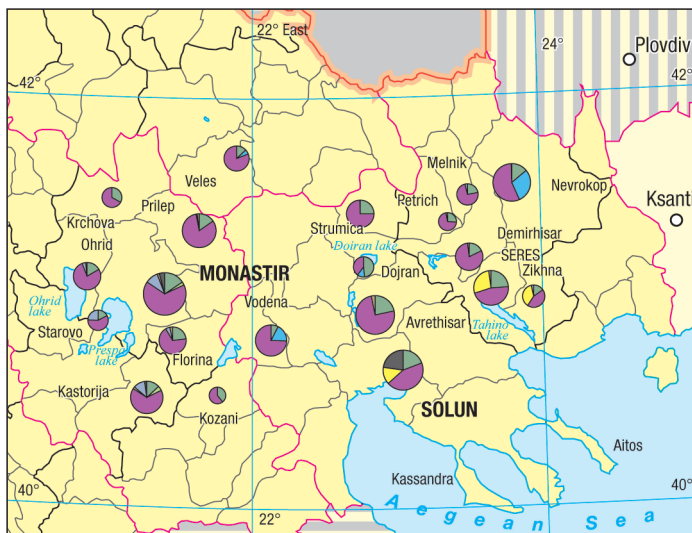 22° East
24°
Plovdiv
42°
42°
Melnik
Veles
Nevrokop
Krchova
Prilep
Petrich
Ksanti
Ohrid
Strumica
Demirhisar
Doiran lake
SERES
MONASTIR
Dojran
Zikhna
Ohrid
lake
Vodena
Starovo
Avrethisar
Tahino
lake
Prespa
lake
Florina
Kastorija
Kozani
SOLUN
Aitos
Kassandra
40°
40°
22°
Aegean Sea